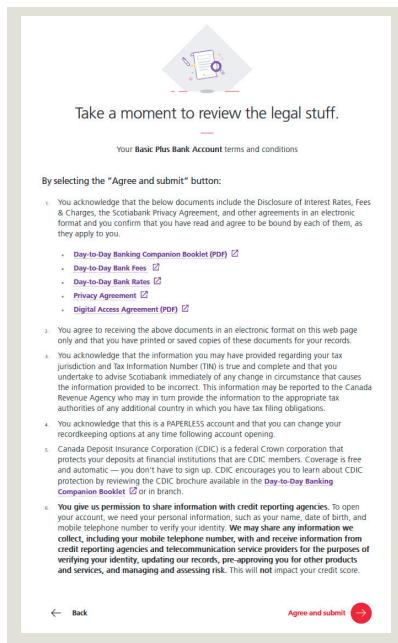 Take a moment to review the legal stuff.
Your Basic Plus Bank Account terms and conditions
By selecting the "Agree and submit" button:
1. You acknowledge that the below documents include the Disclosure of Interest Rates, Fees
& Charges, the Scotiabank Privacy Agreement, and other agreements in an electronic
format and you confirm that you have read and agree to be bound by each of them, as
they apply to you.
• Day-to-Day Banking Companion Booklet (PDF)
• Day-to-Day Bank Fees
• Day-to-Day Bank Rates
• Privacy Agreement
• Digital Access Agreement (PDF)
2. You agree to receiving the above documents in an electronic format on this web page
only and that you have printed or saved copies of these documents for your records.
3. You acknowledge that the information you may have provided regarding your tax
jurisdiction and Tax Information Number (TIN) is true and complete and that you
undertake to advise Scotiabank immediately of any change in circumstance that causes
the information provided to be incorrect. This information may be reported to the Canada
Revenue Agency who may in turn provide the information to the appropriate tax
authorities of any additional country in which you have tax filing obligations.
4. You acknowledge that this is a PAPERLESS account and that you can change your
recordkeeping options at any time following account opening.
5. Canada Deposit Insurance Corporation (CDIC) is a federal Crown corporation that
protects your deposits at financial institutions that are CDIC members. Coverage is free
and automatic — you don't have to sign up. CDIC encourages you to learn about CDIC
protection by reviewing the CDIC brochure available in the Day-to-Day Banking
Companion Booklet or in branch.
6. You give us permission to share information with credit reporting agencies. To open
your account, we need your personal information, such as your name, date of birth, and
mobile telephone number to verify your identity. We may share any information we
collect, including your mobile telephone number, with and receive information from
credit reporting agencies and telecommunication service providers for the purposes of
verifying your identity, updating our records, pre-approving you for other products
and services, and managing and assessing risk. This will not impact your credit score.
Back
Agree and submit